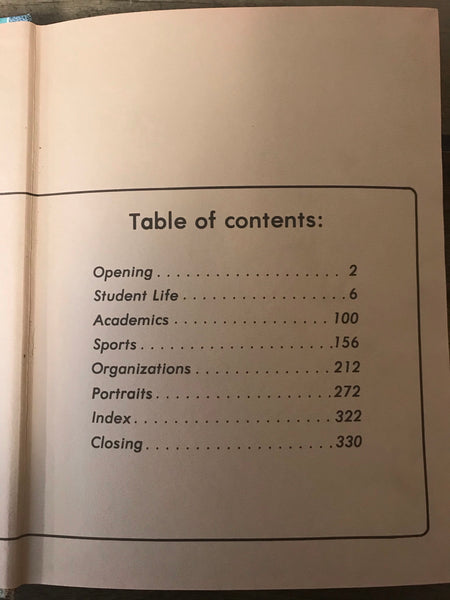 Table of contents:
Opening . . . . . . . . . . . . . . . . . . . . 2
Student Life . . . . . . . . . . . . . . . . . 6
Academics . . . . . . . . . . . . . . . . 100
Sports . . . . . . . . . . . . . . . . . . . .156
Organizations . . . . . . . . . . . . . . 212
Portraits . . . . . . . . . . . . . . . . . . 272
Index . . . . . . . . . . . . . . . . . . . . 322
Closing . . . . . . . . . . . . . . . . . . . 330